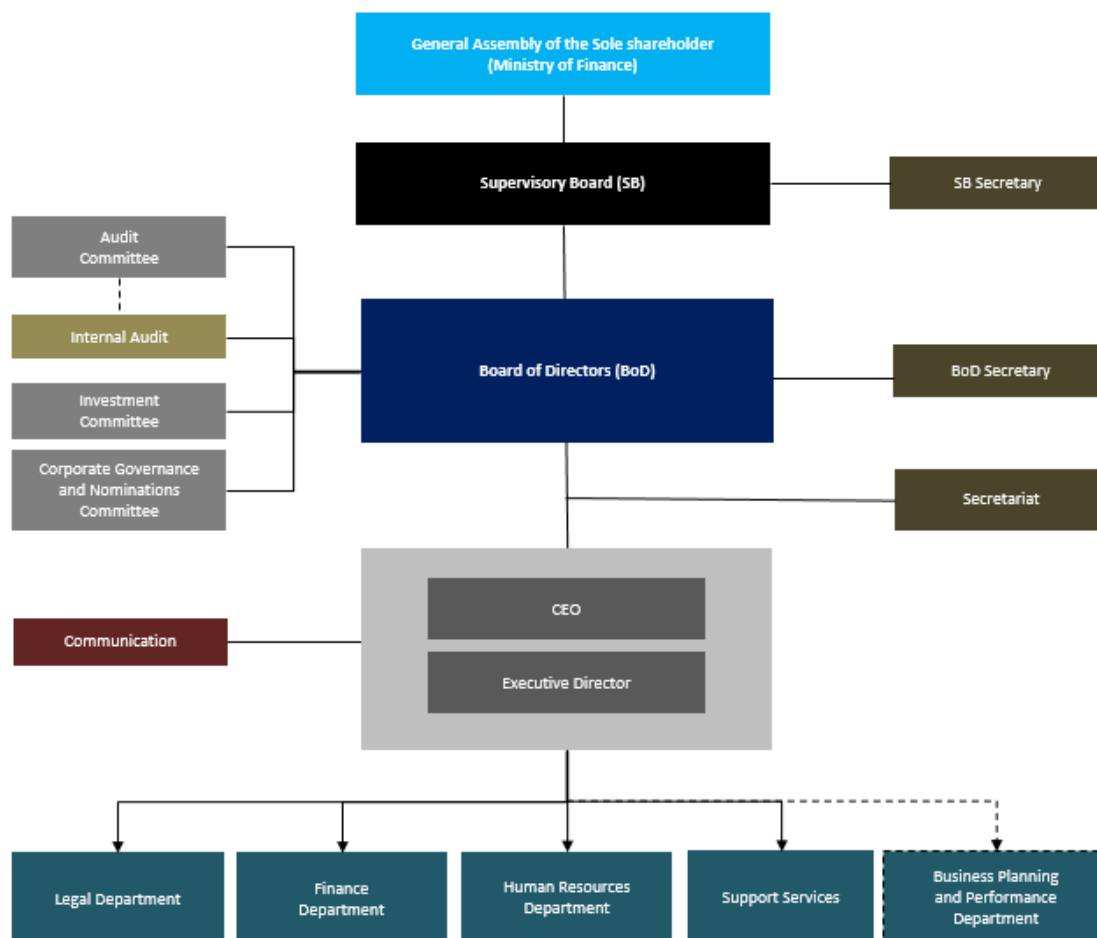 General Assembly of the Sole shareholder
(Ministry of Finance)
Supervisory Board (SB)
SB Secretary
Audit
Committee
Internal Audit
Investment
Committee
Corporate Governance
and Nominations
Committee
Board of Directors (BoD)
BoD Secretary
Secretariat
CEO
Executive Director
Communication
Legal Department
Finance
Department
Human Resources
Department
Support Services
Business Planning
and Performance
Department